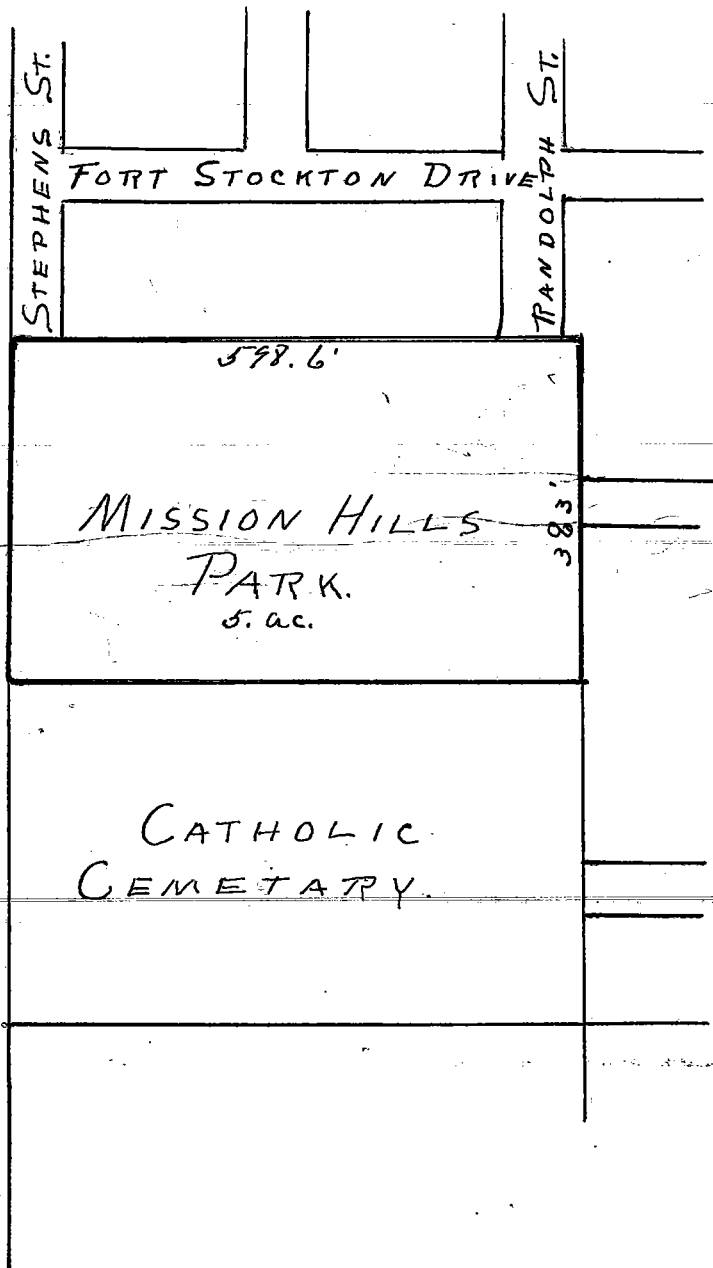 STEPHENS ST.
RANDOLPH ST.
FORT STOCKTON DRIVE
598.6'
383'
MISSION HILLS
PARK.
5. ac.
CATHOLIC
CEMETARY.